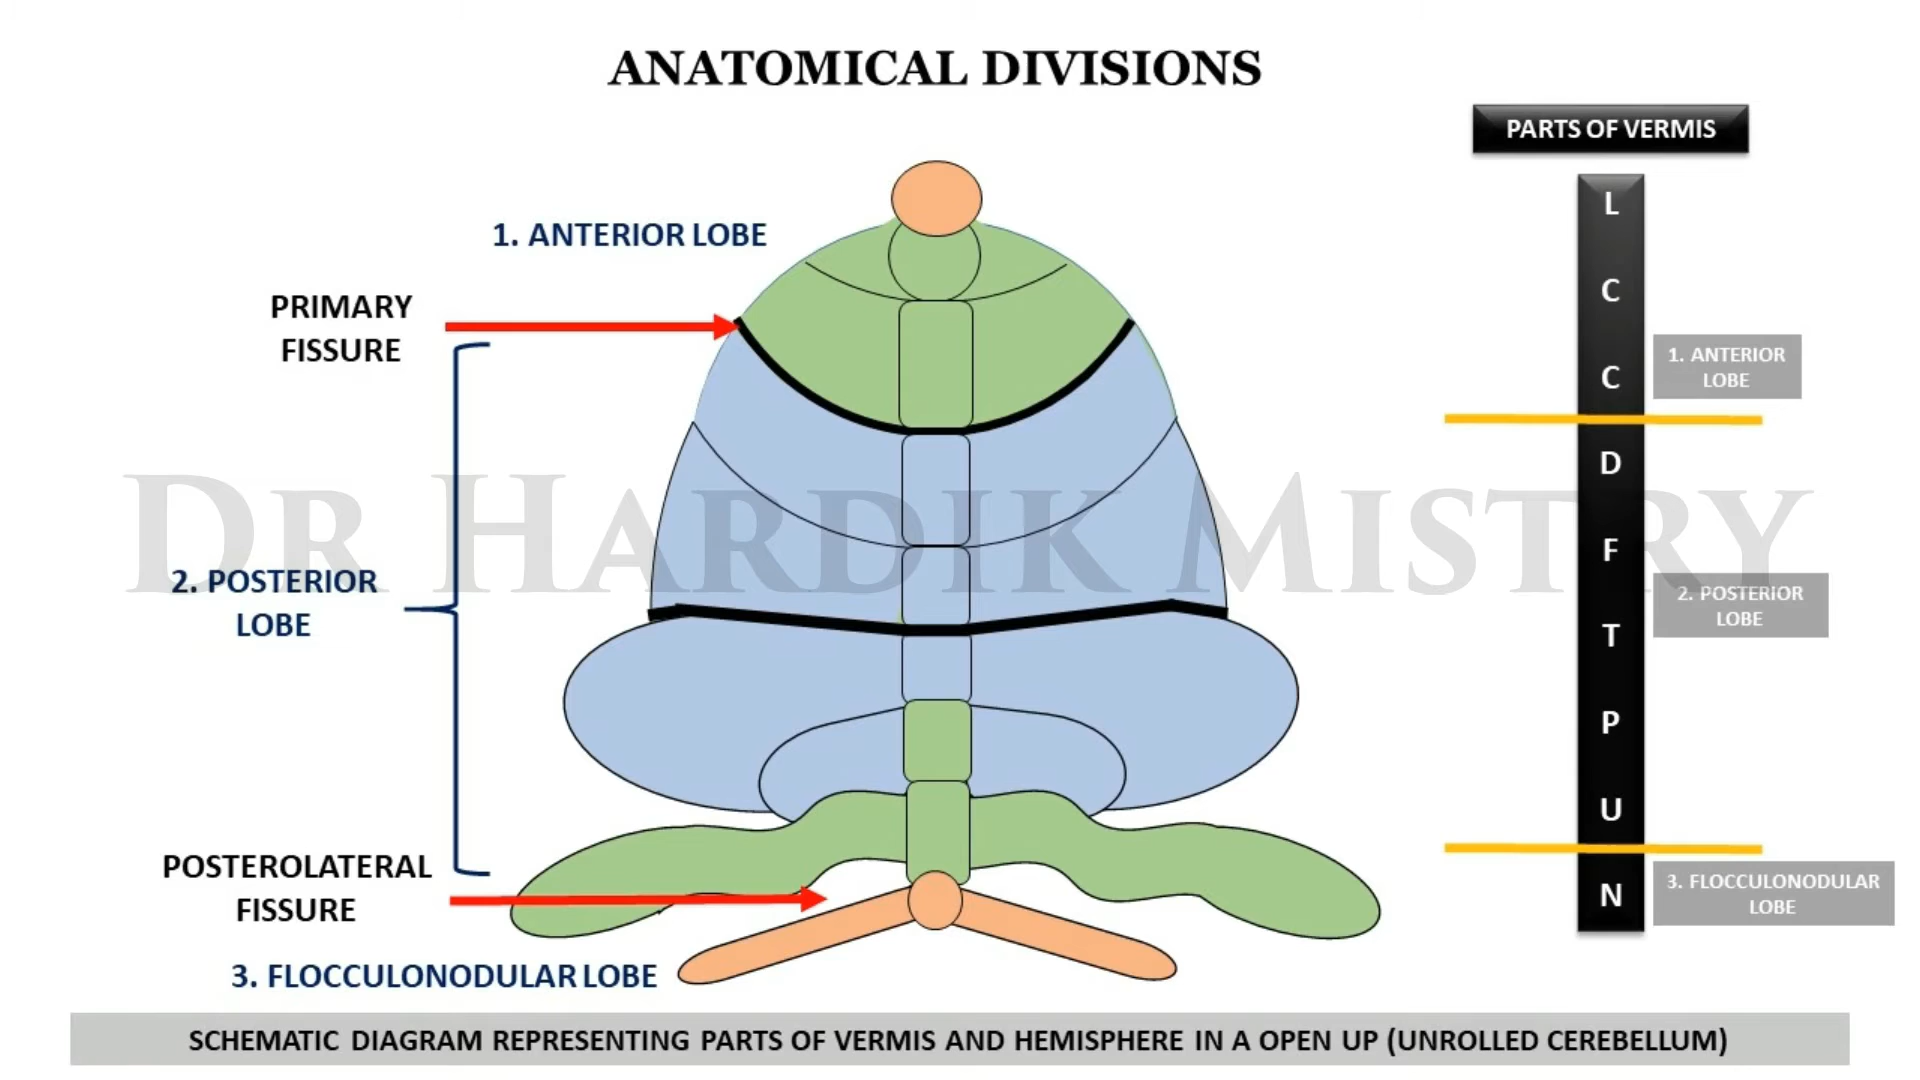 ANATOMICAL DIVISIONS
PARTS OF VERMIS
1. ANTERIOR LOBE
PRIMARY
FISSURE
2. POSTERIOR
LOBE
POSTEROLATERAL
FISSURE
3. FLOCCULONODULAR LOBE
L
C
C
D
F
T
P
U
N
1. ANTERIOR
LOBE
2. POSTERIOR
LOBE
3. FLOCCULONODULAR
LOBE
DR HARDIK MISTRY
SCHEMATIC DIAGRAM REPRESENTING PARTS OF VERMIS AND HEMISPHERE IN A OPEN UP (UNROLLED CEREBELLUM)